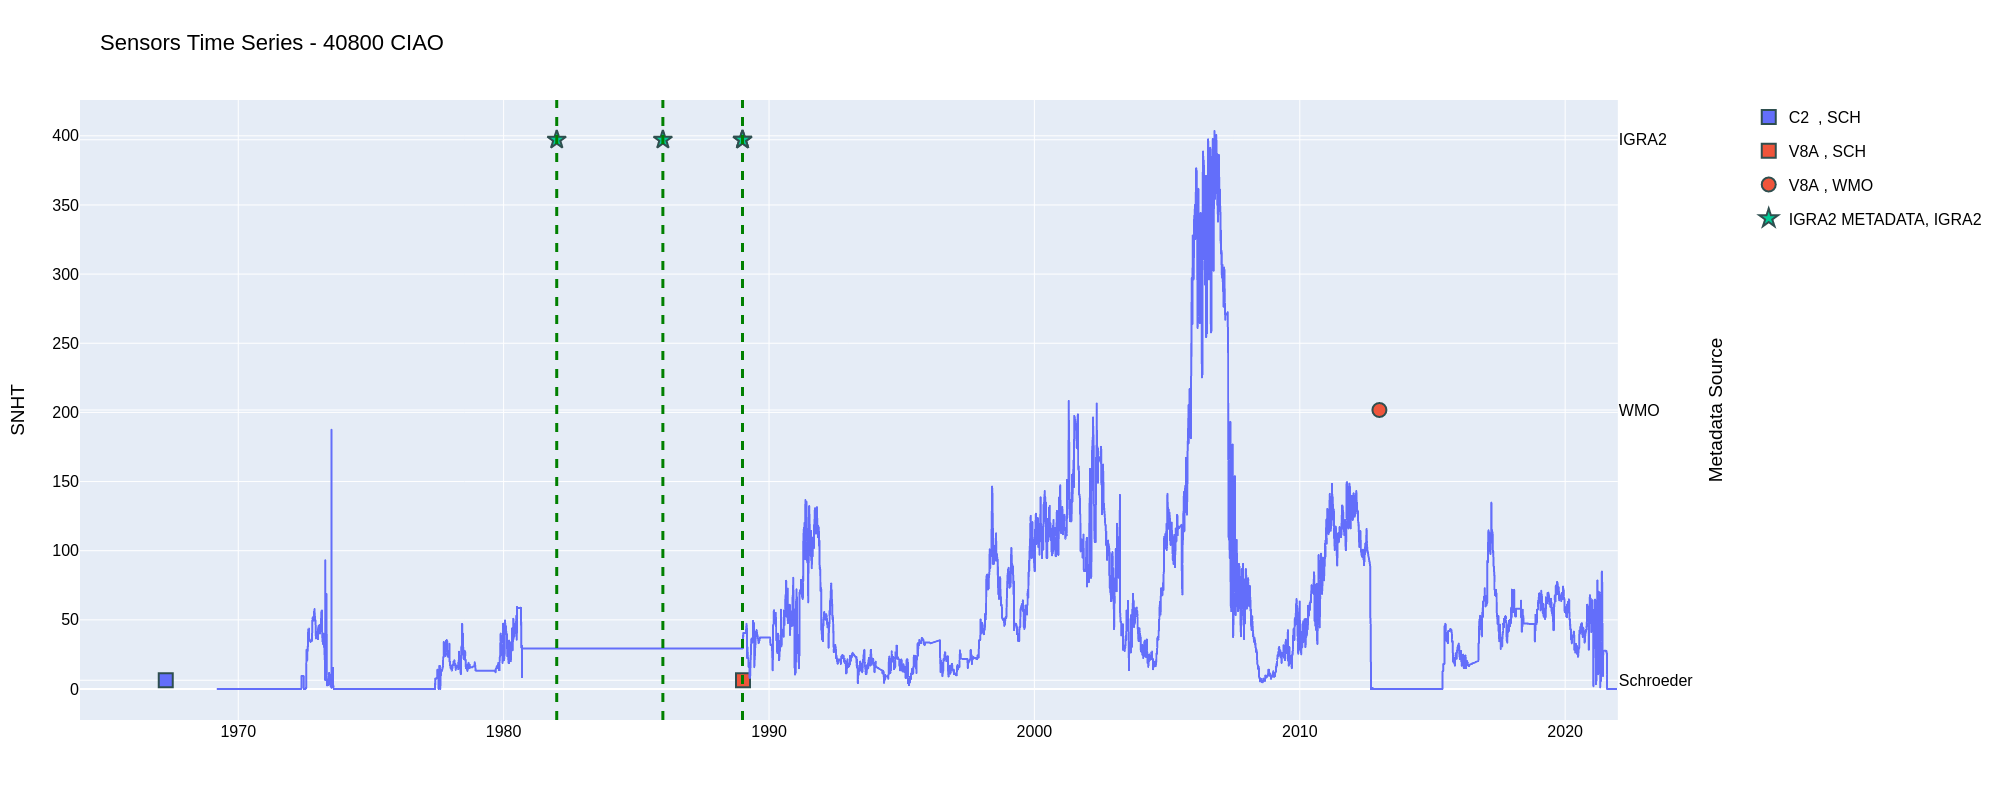 Sensors Time Series - 40800 CIAO
SNHT
400
350
300
250
200
150
100
50
0
1970 1980 1990 2000 2010 2020
IGRA2
WMO
Schroeder
Metadata Source
C2 , SCH
V8A , SCH
V8A , WMO
IGRA2 METADATA, IGRA2